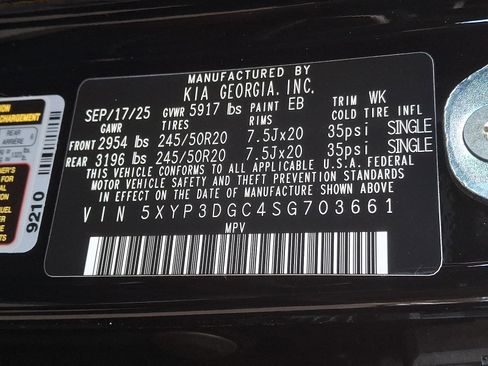 MANUFACTURED BY
KIA GEORGIA. INC.
SEP/17/25 GVWR 5917 lbs PAINT EB TRIM WK
GAWR TIRES RIMS COLD TIRE INFL
FRONT 2954 lbs 245/50R20 7.5Jx20 35psi SINGLE
REAR 3196 lbs 245/50R20 7.5Jx20 35psi SINGLE
THIS VEHICLE CONFORMS TO ALL APPLICABLE U.S.A. FEDERAL
MOTOR VEHICLE SAFETY AND THEFT PREVENTION STANDARDS
IN EFFECT ON THE DATE OF MANUFACTURE SHOWN ABOVE.
VIN 5XYP3DGC4SG703661
MPV
REAR
ARRIÈRE
9210